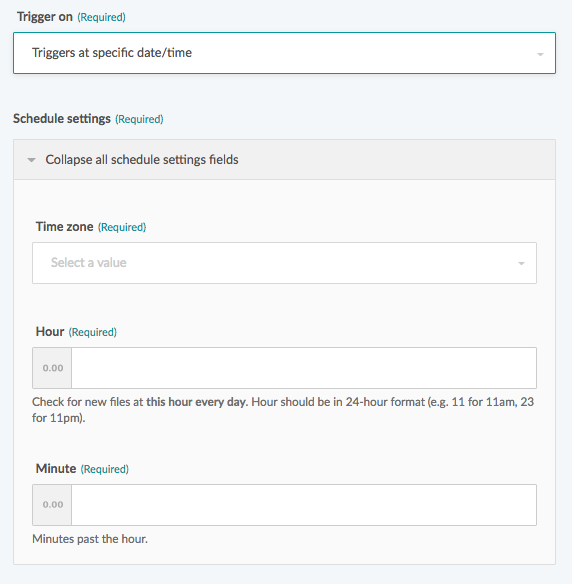 Trigger on (Required)
Triggers at specific date/time
Schedule settings (Required)
Collapse all schedule settings fields
Time zone (Required)
Select a value
Hour (Required)
0.00
Check for new files at this hour every day. Hour should be in 24-hour format (e.g. 11 for 11am, 23
for 11pm).
Minute (Required)
0.00
Minutes past the hour.